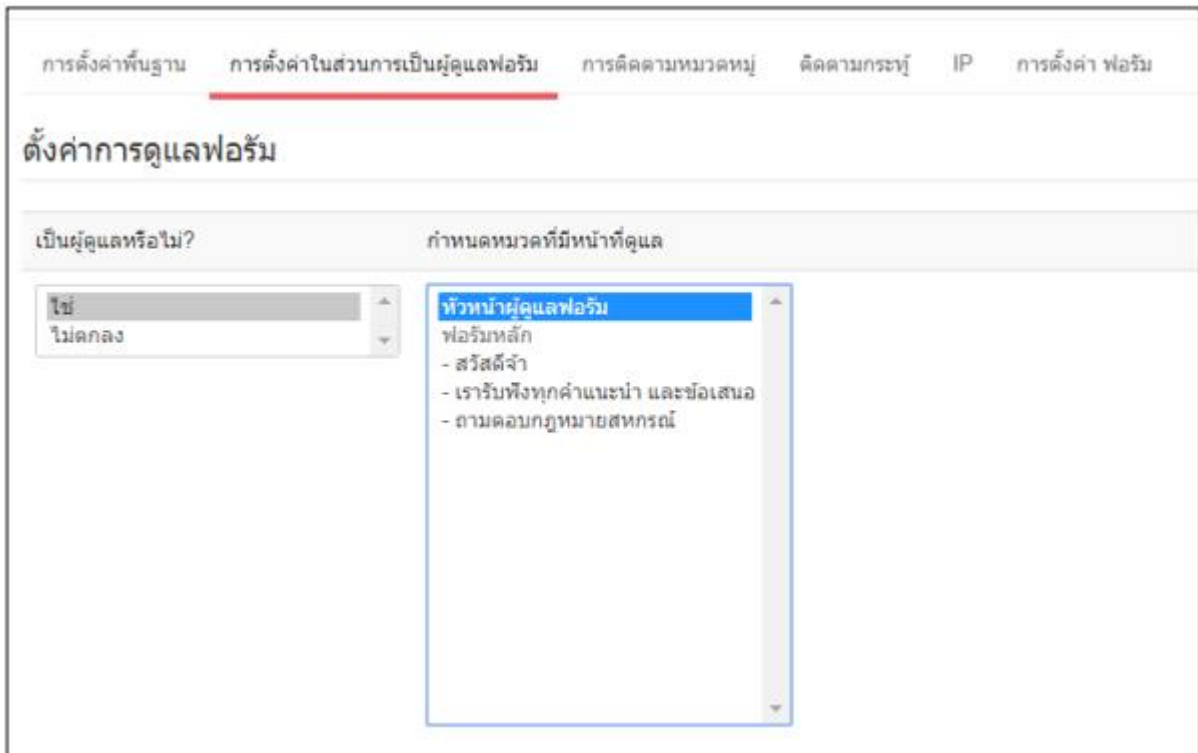 การตั้งค่าพื้นฐาน การตั้งค่าในส่วนการเป็นผู้ดูแลฟอรัม การติดตามหมวดหมู่ ติดตามกระทู้ IP การตั้งค่า ฟอรัม
ตั้งค่าการดูแลฟอรัม
เป็นผู้ดูแลหรือไม่? กำหนดหมวดที่มีหน้าที่ดูแล
ใช่ หัวหน้าผู้ดูแลฟอรัม
ไม่ตกลง ฟอรัมหลัก
- สวัสดีจ้า
- เรารับฟังทุกคำแนะนำ และข้อเสนอ
- ถามตอบกฎหมายสหกรณ์